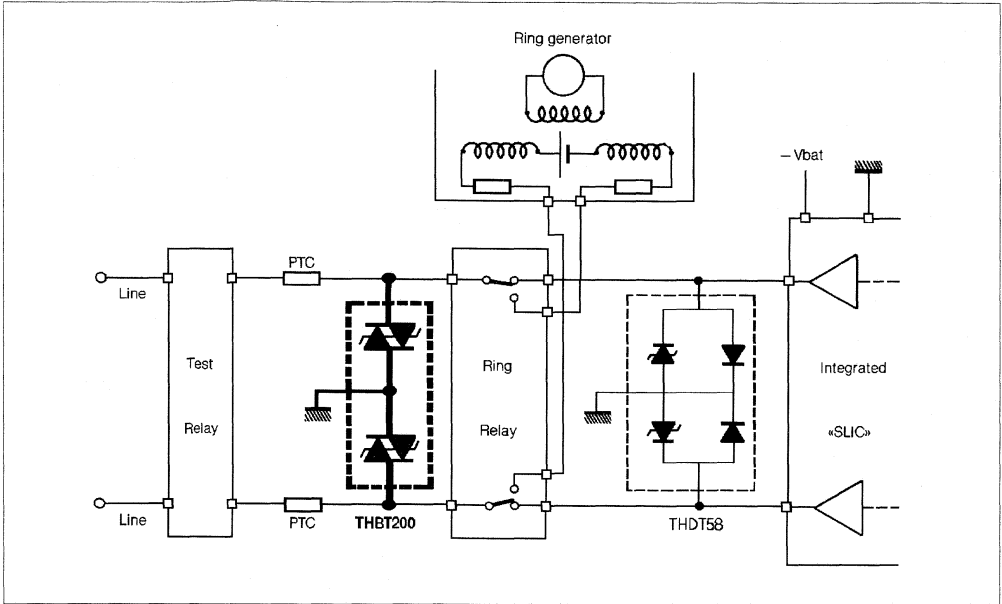 Ring generator
– Vbat
PTC
Line
Test
Relay
Ring
Relay
Integrated
«SLIC»
Line
PTC
THBT200
THDT58